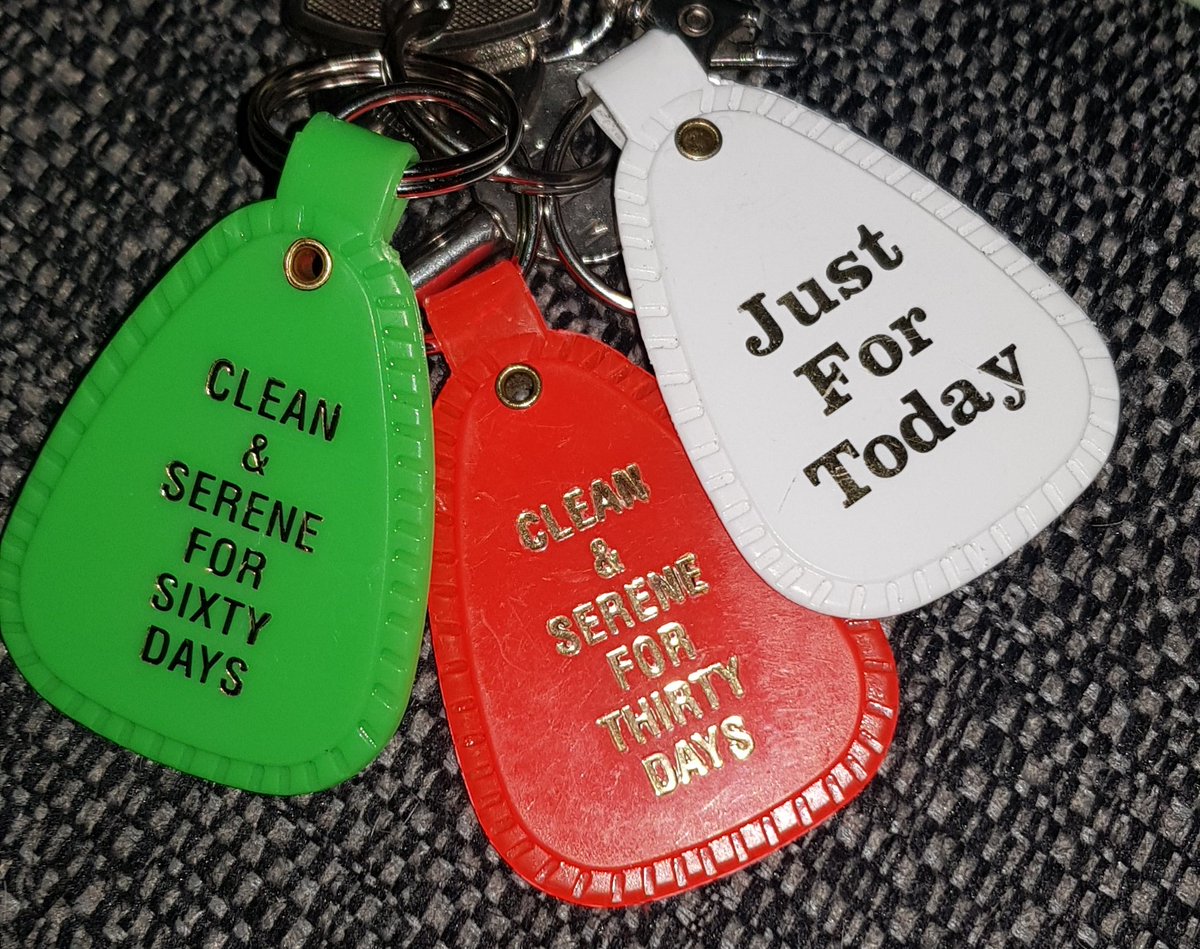 CLEAN
&
SERENE
FOR
SIXTY
DAYS
CLEAN
&
SERENE
FOR
THIRTY
DAYS
Just
For
Today